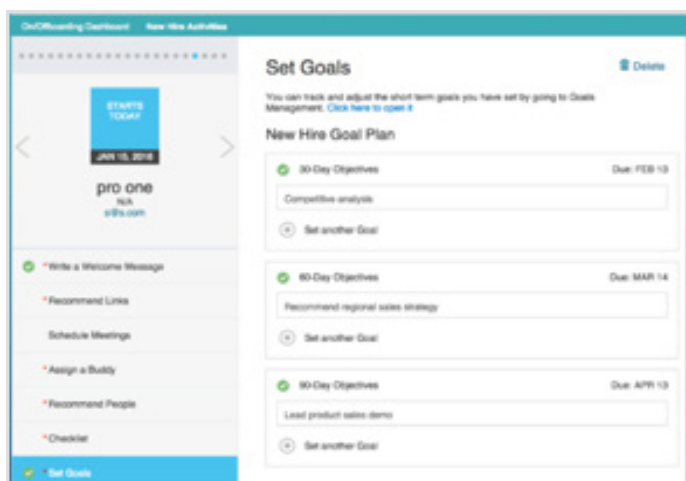 On/Offboarding Dashboard New Hire Activities
STARTS
TODAY
JAN 15, 2016
pro one
N/A
s@s.com
*Write a Welcome Message
*Recommend Links
Schedule Meetings
*Assign a Buddy
*Recommend People
*Checklist
*Set Goals
Set Goals
Delete
You can track and adjust the short term goals you have set by going to Goals
Management. Click here to open it
New Hire Goal Plan
30-Day Objectives Due: FEB 13
Competitive analysis
Set another Goal
60-Day Objectives Due: MAR 14
Recommend regional sales strategy
Set another Goal
90-Day Objectives Due: APR 13
Lead product sales demo
Set another Goal